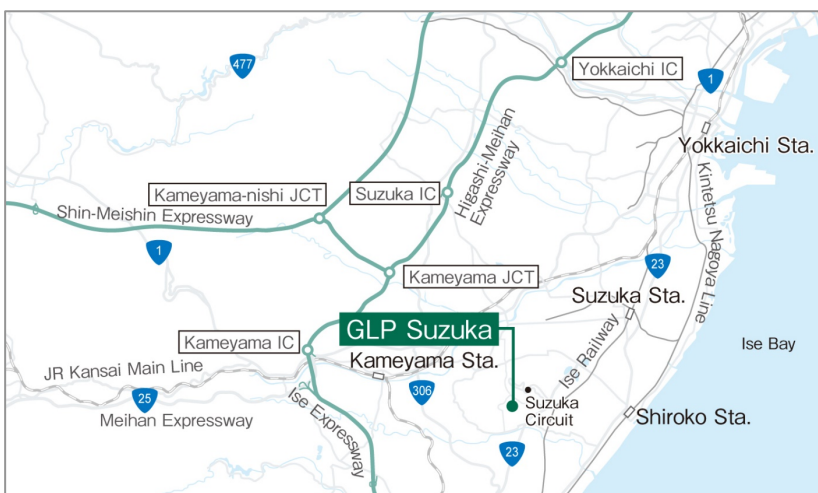 477
Yokkaichi IC
1
Yokkaichi Sta.
Kameyama-nishi JCT
Suzuka IC
Higashi-Meihan
Expressway
Shin-Meishin Expressway
1
Kintetsu Nagoya Line
Kameyama JCT
23
Suzuka Sta.
GLP Suzuka
Kameyama IC
Ise Bay
JR Kansai Main Line
Kameyama Sta.
Ise Railway
306
25
Meihan Expressway
Ise Expressway
Suzuka
Circuit
Shiroko Sta.
23